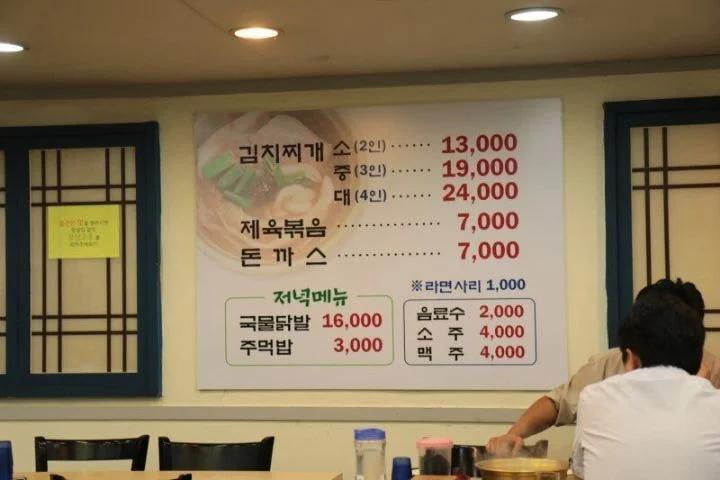 김치찌개 소(2인) ······ 13,000
중(3인) ······ 19,000
대(4인) ······ 24,000
제육볶음 ················ 7,000
돈까스 ················ 7,000
※라면사리 1,000
저녁메뉴
국물닭발 16,000
주먹밥 3,000
음료수 2,000
소주 4,000
맥주 4,000